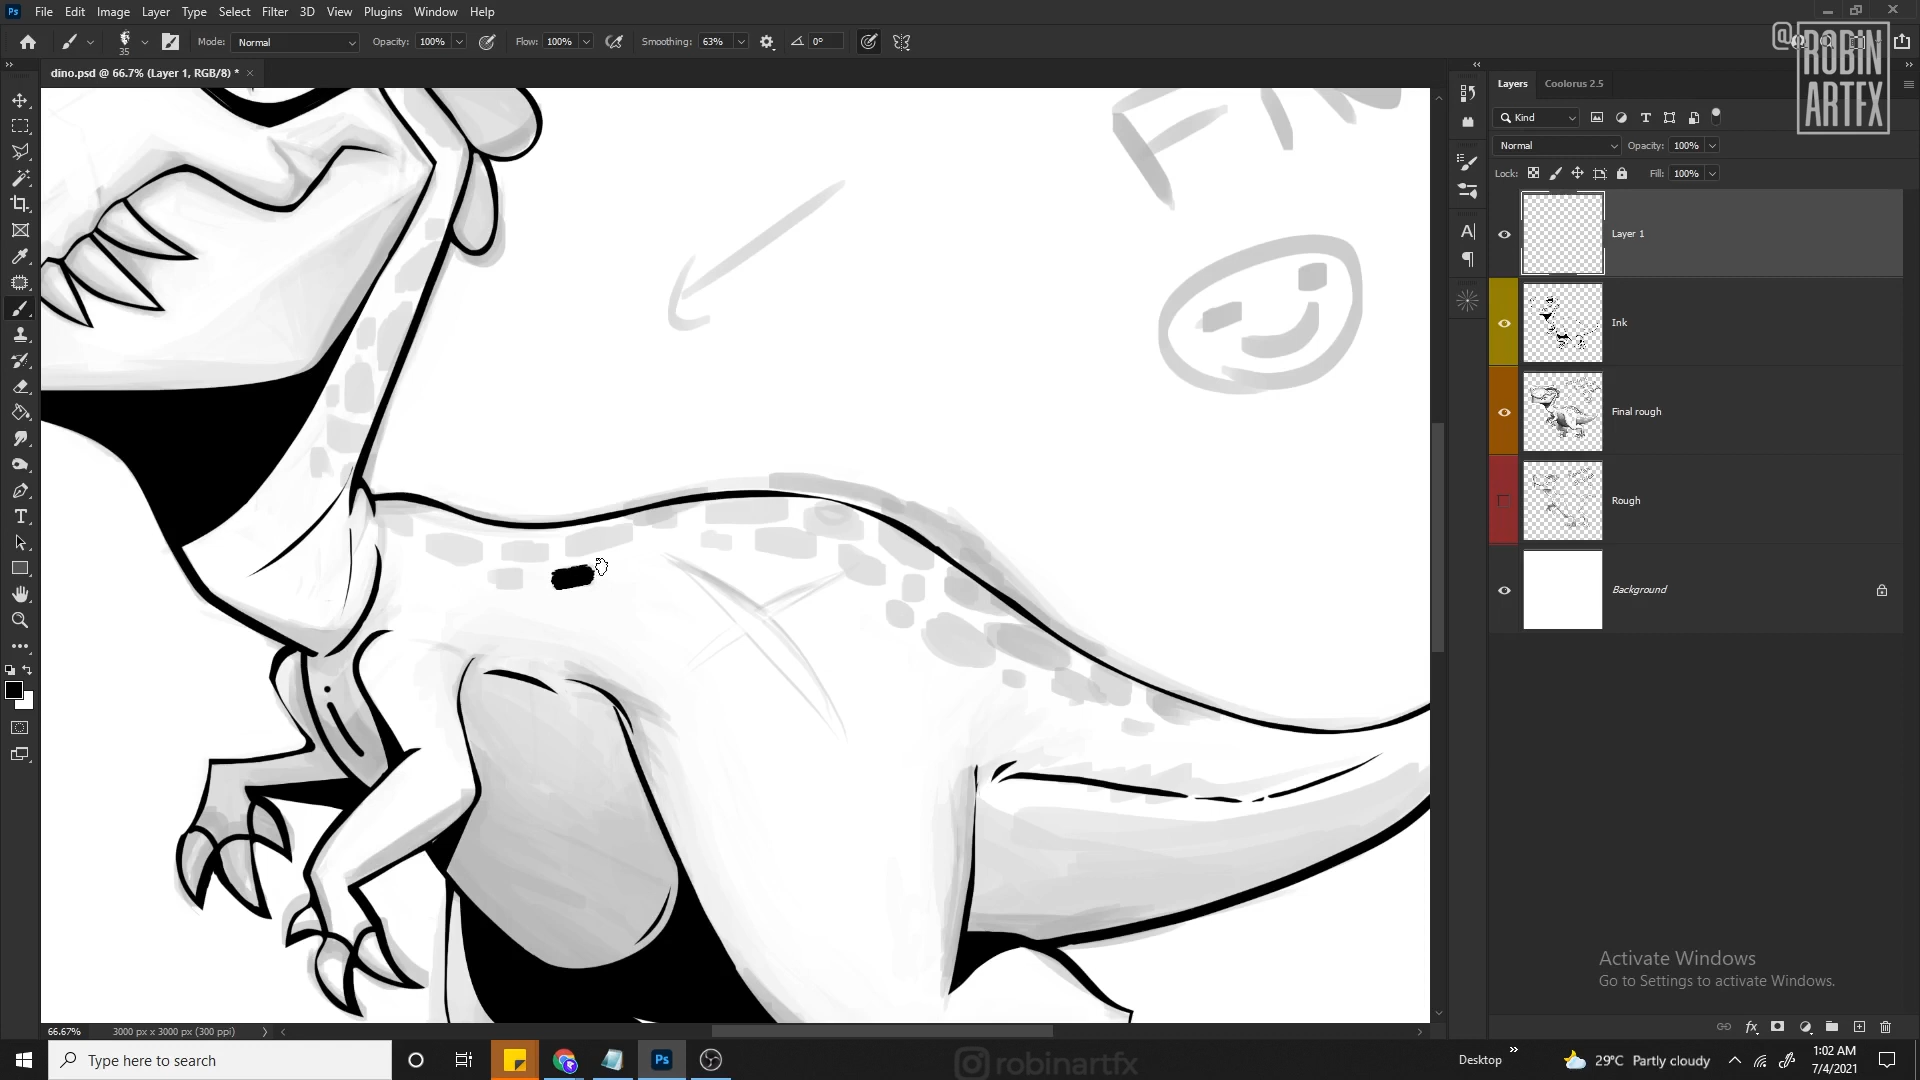 Ps File Edit Image Layer Type Select Filter 3D View Plugins Window Help
35 Mode: Normal Opacity: 100% Flow: 100% Smoothing: 63% 0°
@ROBIN
ARTFX
dino.psd @ 66.7% (Layer 1, RGB/8) *
Layers Coolorus 2.5
Kind
Normal Opacity: 100%
Lock: Fill: 100%
Layer 1
Ink
Final rough
Rough
Background
Activate Windows
Go to Settings to activate Windows.
66.67% 3000 px x 3000 px (300 ppi)
Type here to search
Ps
robinartfx
Desktop
29°C Partly cloudy
1:02 AM
7/4/2021